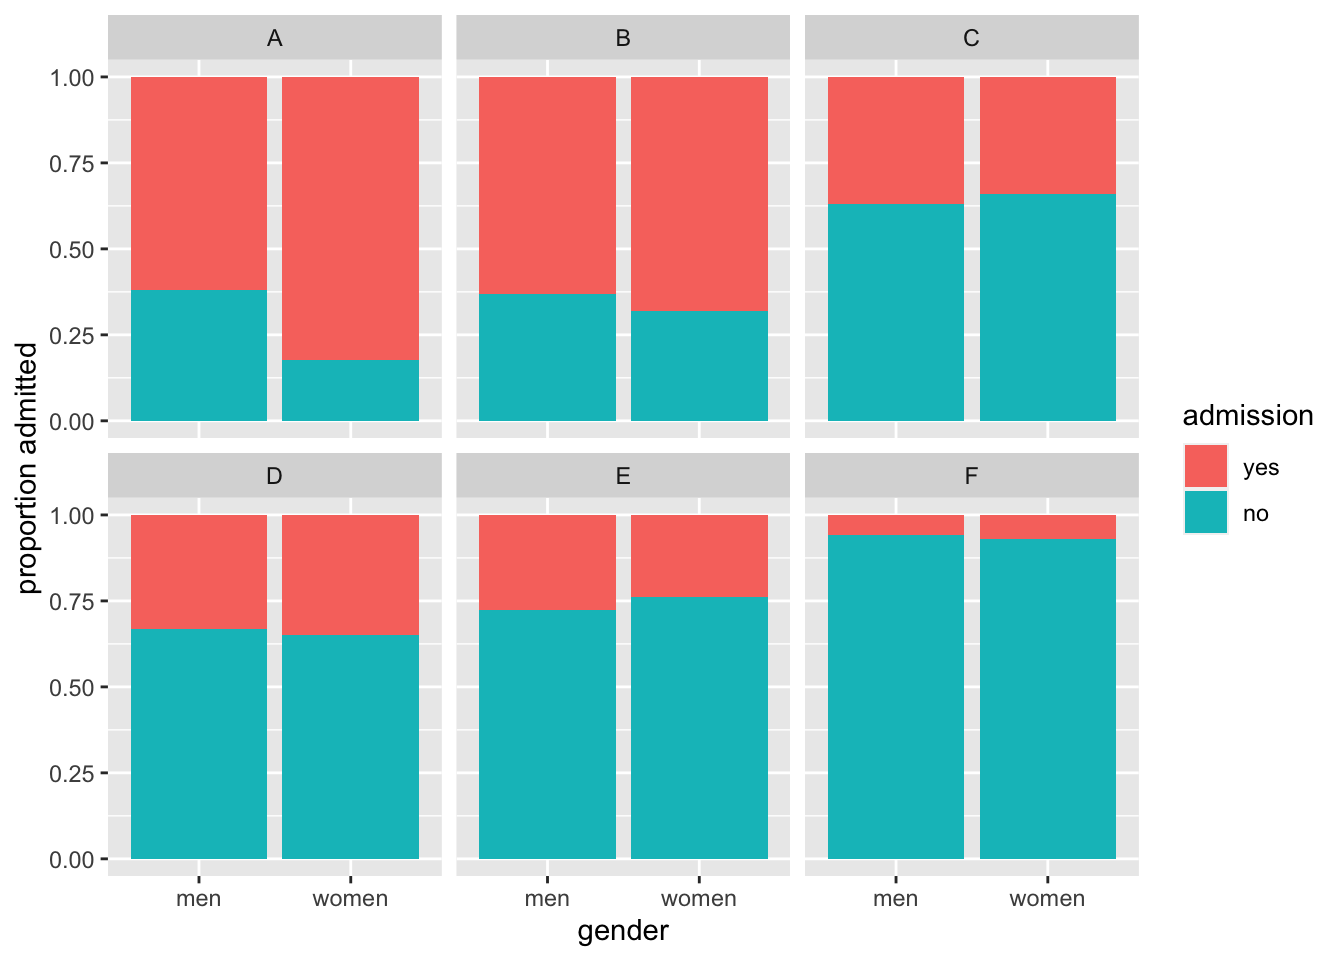 A B C
1.00
0.75
0.50
0.25
0.00
proportion admitted
D E F
1.00
0.75
0.50
0.25
0.00
men women men women men women
gender
admission
yes
no